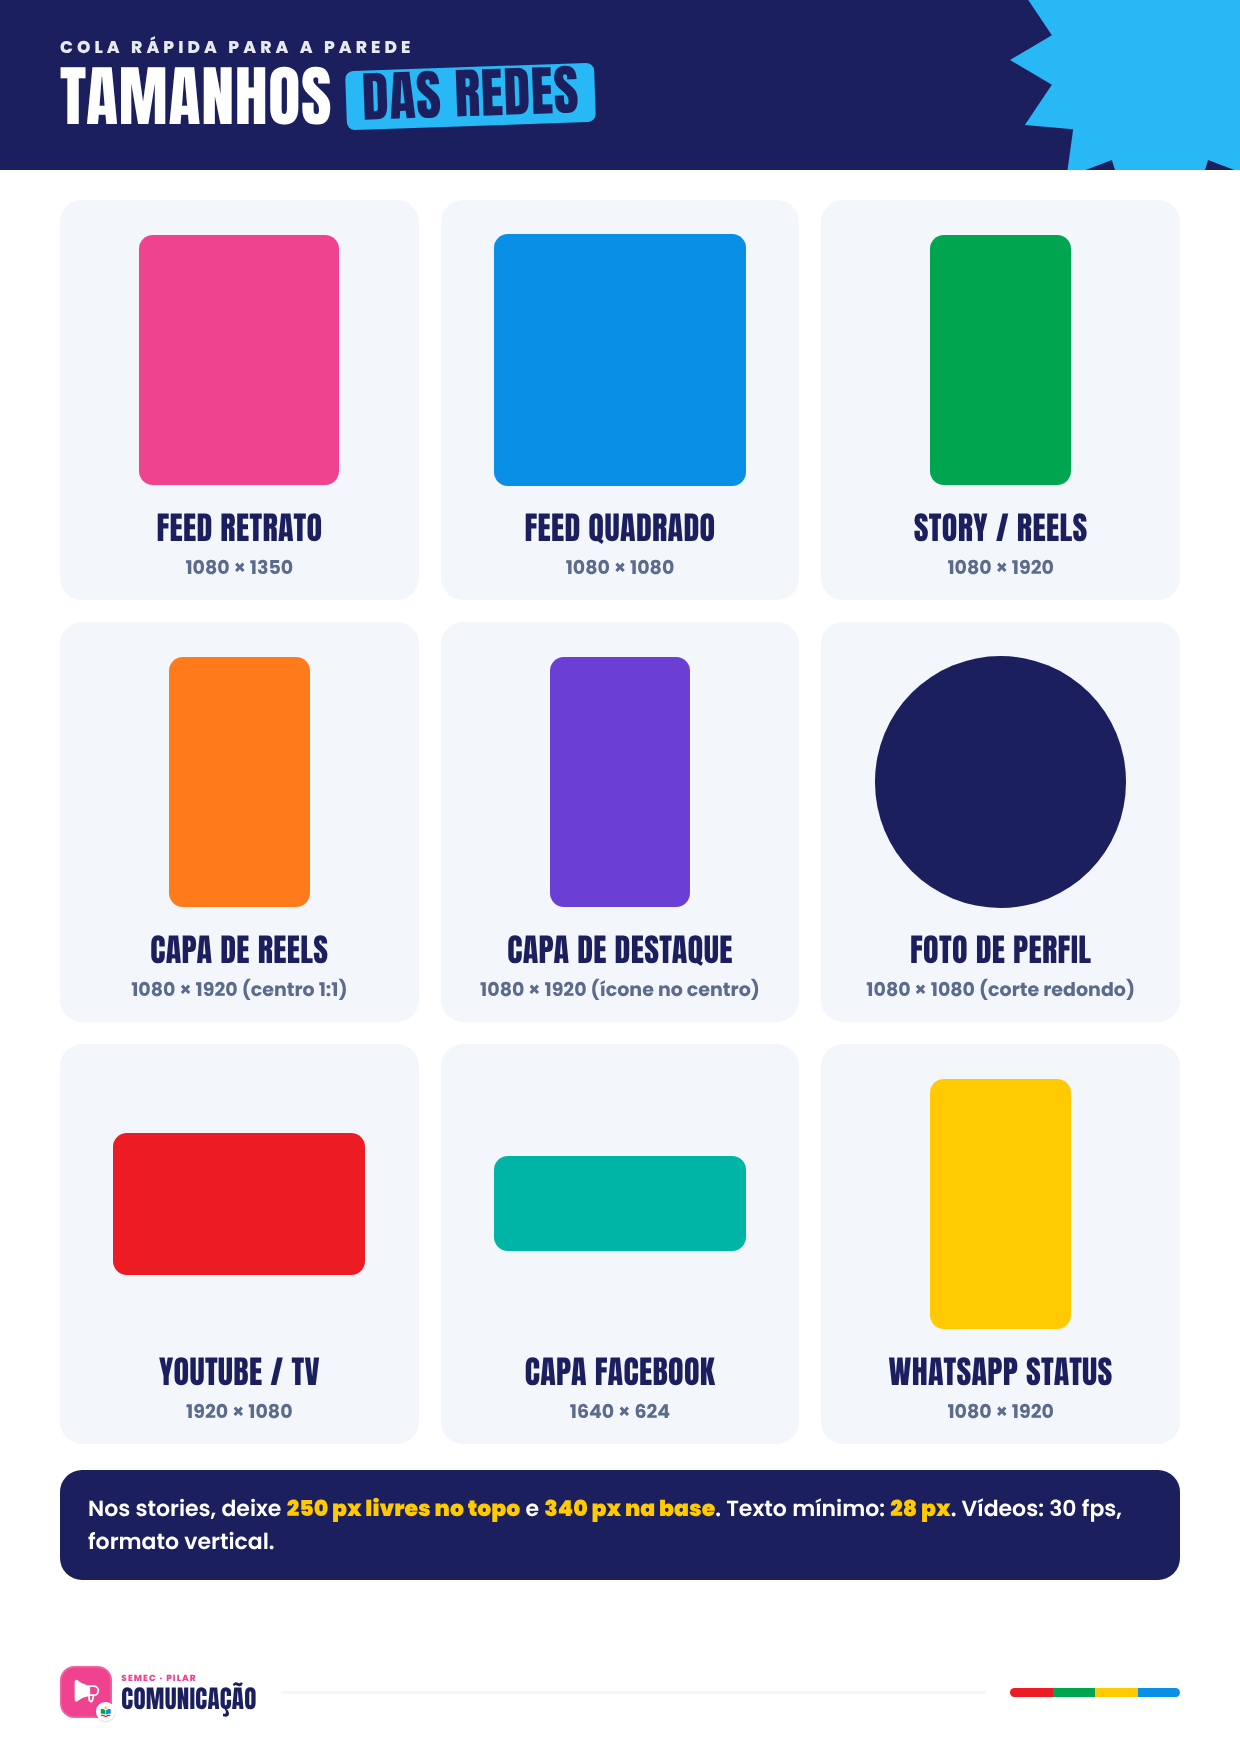 COLA RÁPIDA PARA A PAREDE
TAMANHOS DAS REDES
FEED RETRATO
1080 × 1350
FEED QUADRADO
1080 × 1080
STORY / REELS
1080 × 1920
CAPA DE REELS
1080 × 1920 (centro 1:1)
CAPA DE DESTAQUE
1080 × 1920 (ícone no centro)
FOTO DE PERFIL
1080 × 1080 (corte redondo)
YOUTUBE / TV
1920 × 1080
CAPA FACEBOOK
1640 × 624
WHATSAPP STATUS
1080 × 1920
Nos stories, deixe 250 px livres no topo e 340 px na base. Texto mínimo: 28 px. Vídeos: 30 fps,
formato vertical.
SEMEC · PILAR
COMUNICAÇÃO